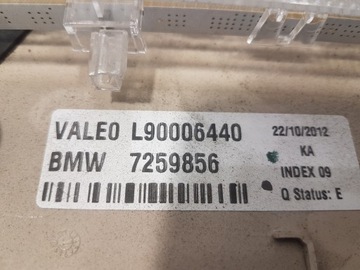 VALEO L90006440 22/10/2012
BMW 7259856 KA
INDEX 09
Q Status: E